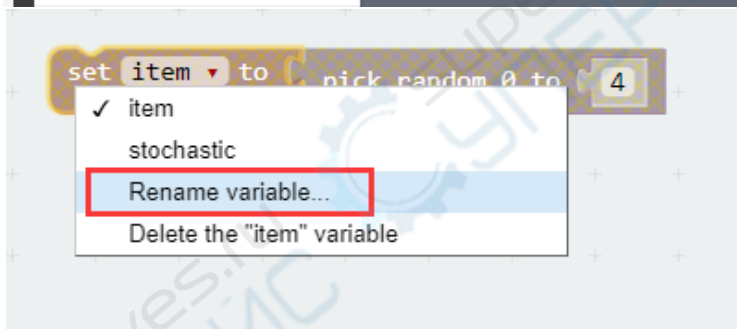 set item to pick random 0 to 4
✓ item
stochastic
Rename variable...
Delete the "item" variable